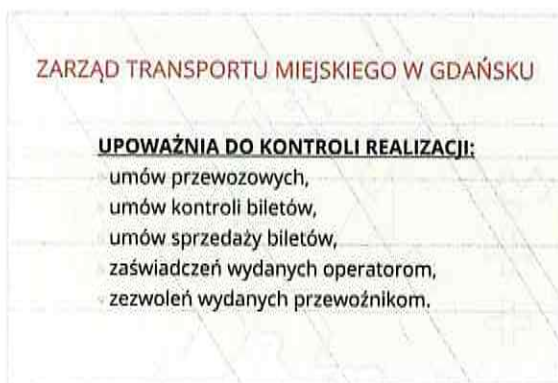 ZARZĄD TRANSPORTU MIEJSKIEGO W GDAŃSKU
UPOWAŻNIA DO KONTROLI REALIZACJI:
umów przewozowych,
umów kontroli biletów,
umów sprzedaży biletów,
zaświadczeń wydanych operatorom,
zezwoleń wydanych przewoźnikom.